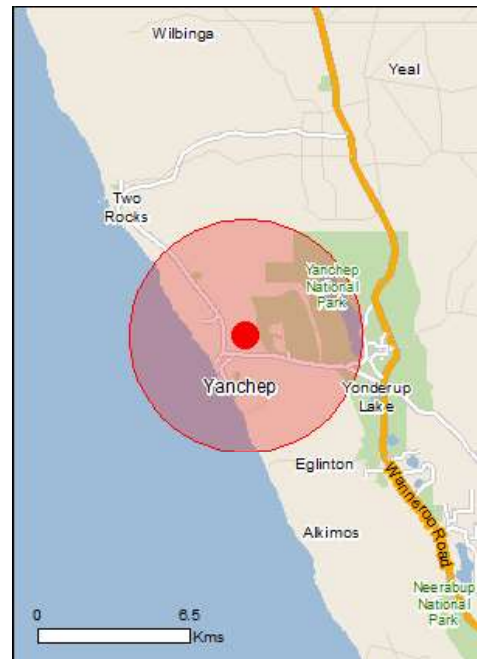 Wilbinga
Yeal
Two
Rocks
Yanchep
National
Park
Yanchep
Yonderup
Lake
Eglinton
Wanneroo Road
Alkimos
Neerabup
National
Park
0
6.5
Kms